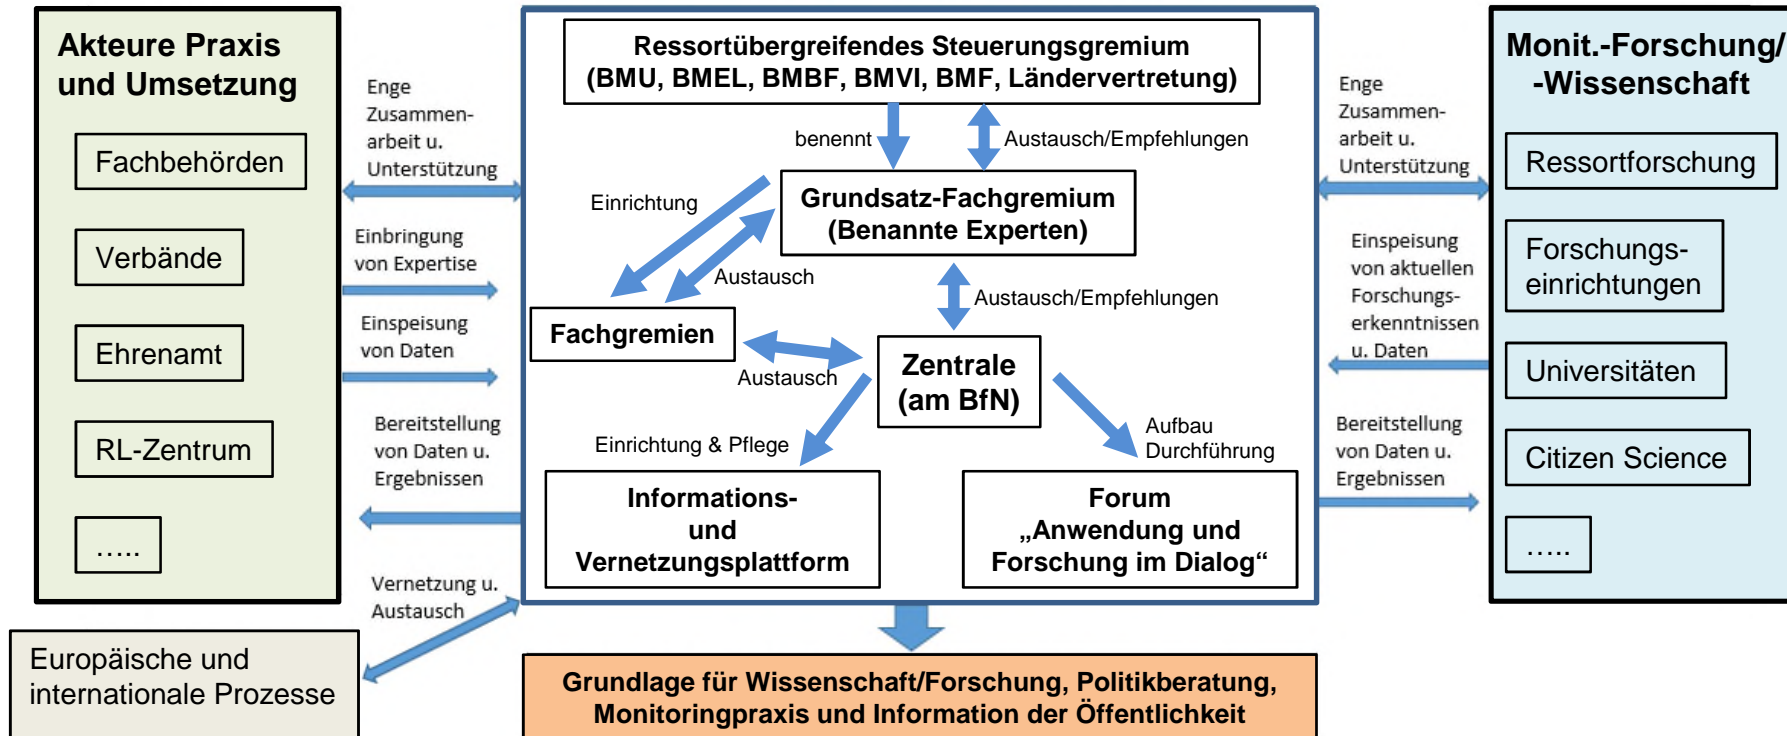 Akteure Praxis
und Umsetzung
Fachbehörden
Verbände
Ehrenamt
RL-Zentrum
…..
Enge
Zusammen-
arbeit u.
Unterstützung
Einbringung
von Expertise
Einspeisung
von Daten
Bereitstellung
von Daten u.
Ergebnissen
Vernetzung u.
Austausch
Europäische und
internationale Prozesse
Ressortübergreifendes Steuerungsgremium
(BMU, BMEL, BMBF, BMVI, BMF, Ländervertretung)
benennt
Austausch/Empfehlungen
Einrichtung
Grundsatz-Fachgremium
(Benannte Experten)
Austausch
Austausch/Empfehlungen
Fachgremien
Austausch
Zentrale
(am BfN)
Einrichtung & Pflege
Aufbau
Durchführung
Informations-
und
Vernetzungsplattform
Forum
„Anwendung und
Forschung im Dialog“
Grundlage für Wissenschaft/Forschung, Politikberatung,
Monitoringpraxis und Information der Öffentlichkeit
Enge
Zusammen-
arbeit u.
Unterstützung
Einspeisung
von aktuellen
Forschungs-
erkenntnissen
u. Daten
Bereitstellung
von Daten u.
Ergebnissen
Monit.-Forschung/
-Wissenschaft
Ressortforschung
Forschungs-
einrichtungen
Universitäten
Citizen Science
…..